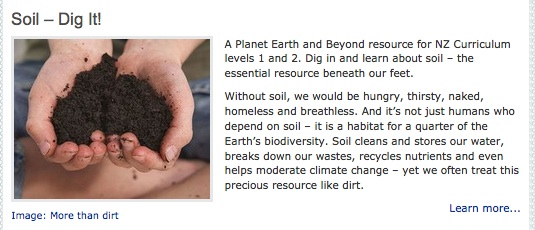 Soil – Dig It!
A Planet Earth and Beyond resource for NZ Curriculum
levels 1 and 2. Dig in and learn about soil – the
essential resource beneath our feet.
Without soil, we would be hungry, thirsty, naked,
homeless and breathless. And it’s not just humans who
depend on soil – it is a habitat for a quarter of the
Earth’s biodiversity. Soil cleans and stores our water,
breaks down our wastes, recycles nutrients and even
helps moderate climate change – yet we often treat this
precious resource like dirt.
Image: More than dirt
Learn more...